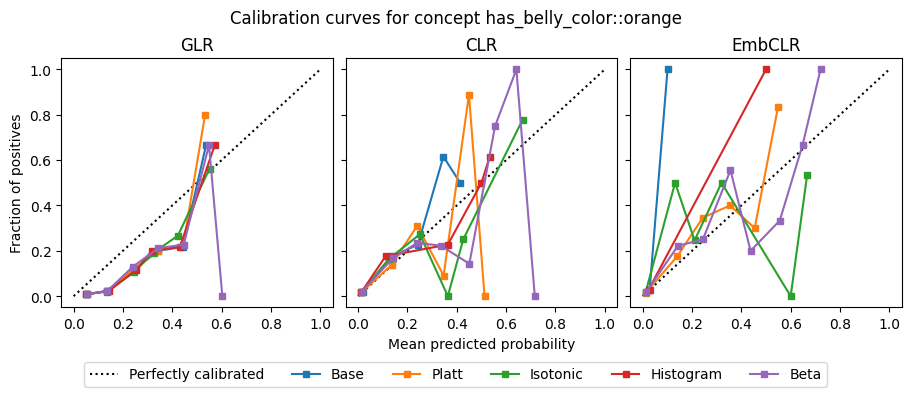 Calibration curves for concept has_belly_color::orange
GLR
CLR
EmbCLR
Fraction of positives
1.0
0.8
0.6
0.4
0.2
0.0
0.0 0.2 0.4 0.6 0.8 1.0
0.0 0.2 0.4 0.6 0.8 1.0
0.0 0.2 0.4 0.6 0.8 1.0
Mean predicted probability
Perfectly calibrated Base Platt Isotonic Histogram Beta